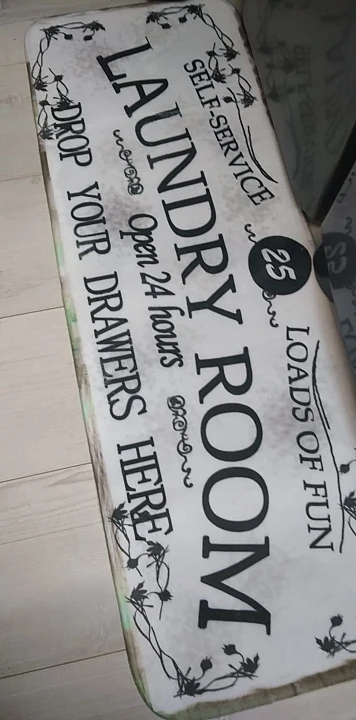 SELF-SERVICE 25 LOADS OF FUN
LAUNDRY ROOM
Open 24 hours
DROP YOUR DRAWERS HERE